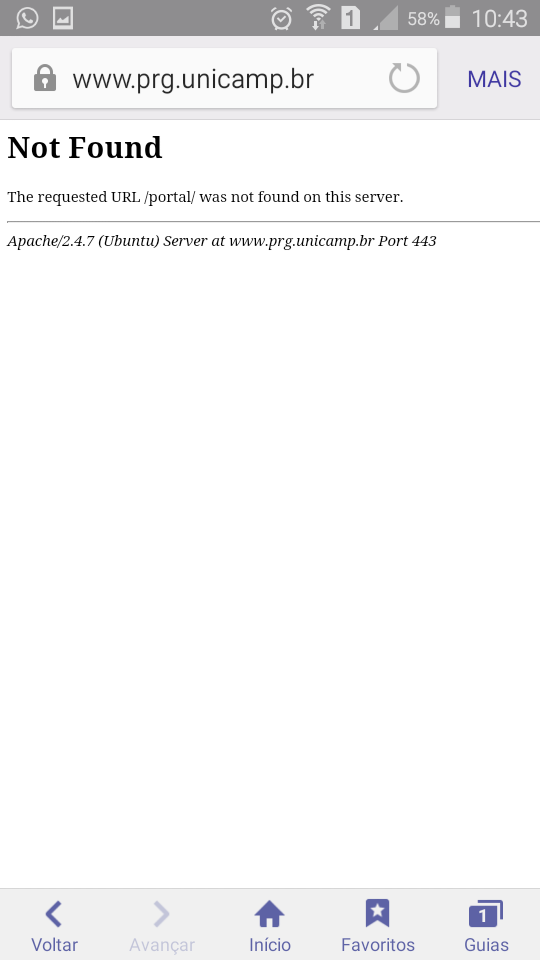 1 58% 10:43
www.prg.unicamp.br MAIS
Not Found
The requested URL /portal/ was not found on this server.
Apache/2.4.7 (Ubuntu) Server at www.prg.unicamp.br Port 443
1
Voltar Avançar Início Favoritos Guias